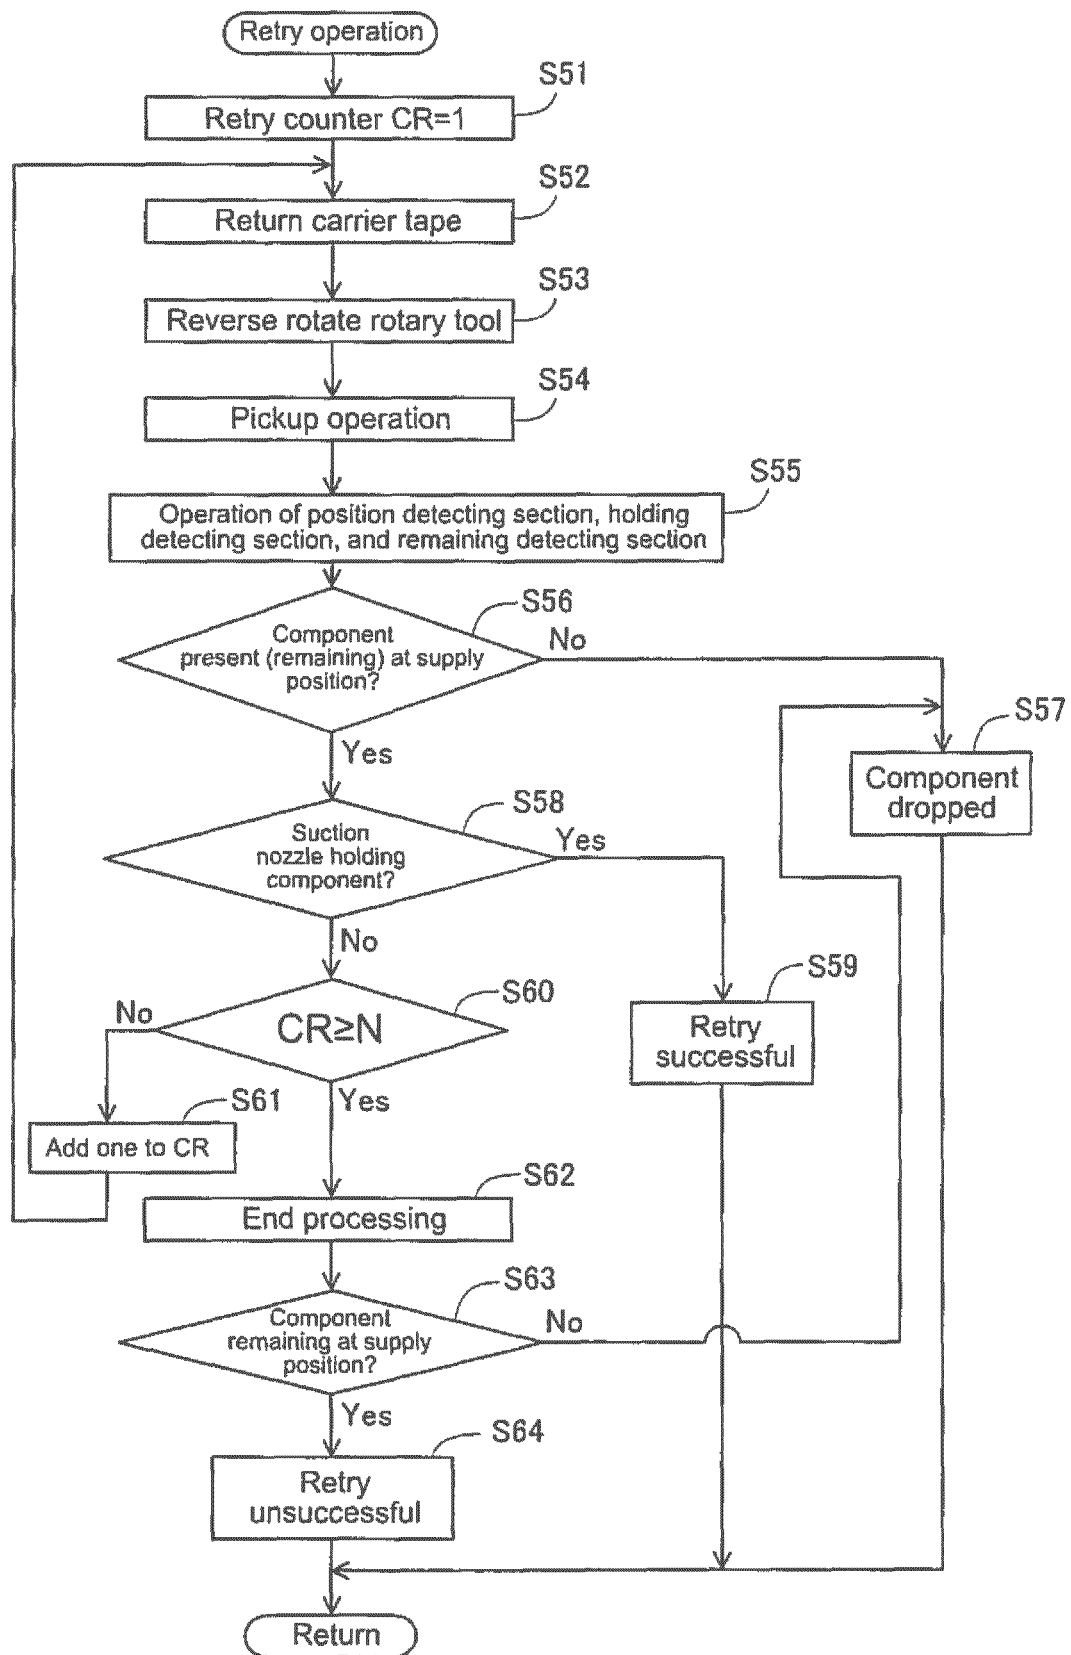 Retry operation
S51
Retry counter CR=1
S52
Return carrier tape
S53
Reverse rotate rotary tool
S54
Pickup operation
S55
Operation of position detecting section, holding
detecting section, and remaining detecting section
S56
Component
present (remaining) at supply
position?
No
Yes
S57
Component
dropped
S58
Suction
nozzle holding
component?
Yes
No
S59
Retry
successful
S60
CR≥N
No
Yes
S61
Add one to CR
S62
End processing
S63
Component
remaining at supply
position?
No
Yes
S64
Retry
unsuccessful
Return